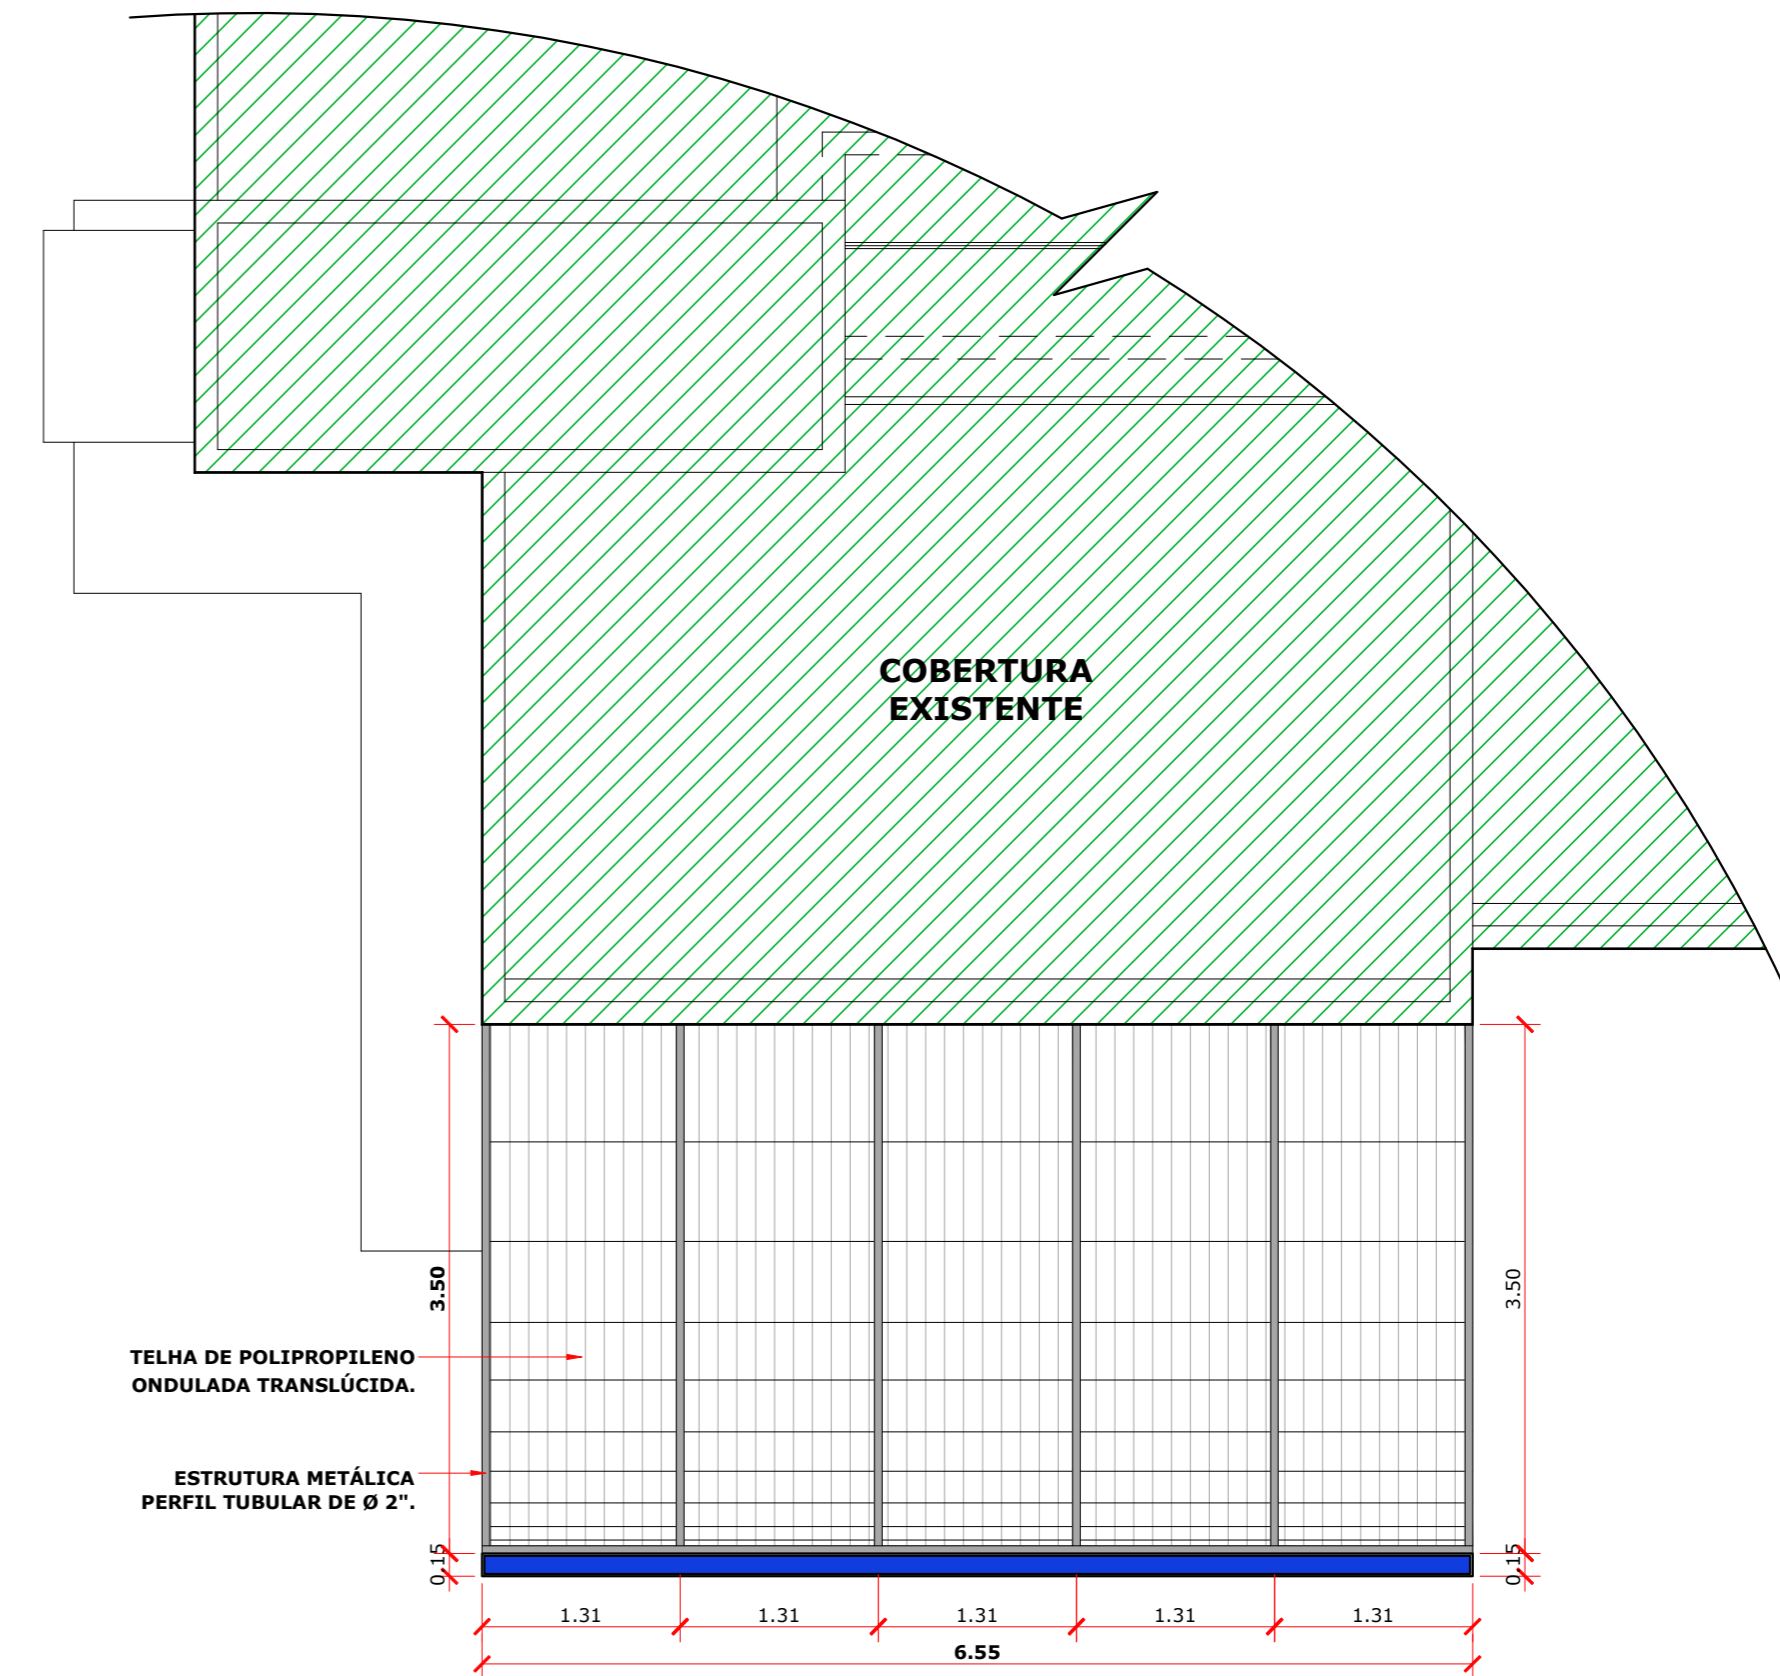 COBERTURA
EXISTENTE
3.50
3.50
TELHA DE POLIPROPILENO
ONDULADA TRANSLÚCIDA.
ESTRUTURA METÁLICA
PERFIL TUBULAR DE Ø 2".
0.15
0.15
1.31 1.31 1.31 1.31 1.31
6.55